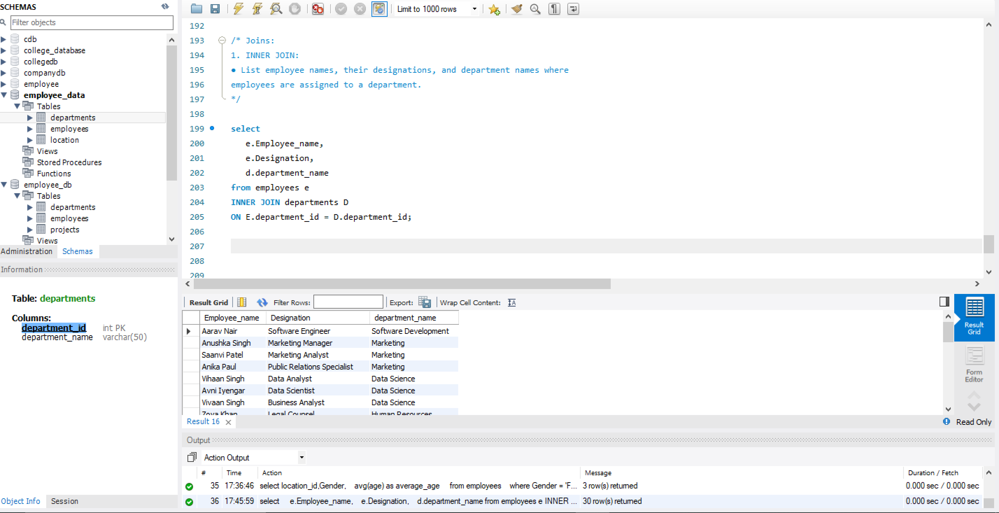 SCHEMAS
Filter objects
cdb
college_database
collegedb
companydb
employee
employee_data
Tables
departments
employees
location
Views
Stored Procedures
Functions
employee_db
Tables
departments
employees
projects
Views
Administration
Schemas
Information
Table: departments
Columns:
department_id int PK
department_name varchar(50)
Object Info
Session
Limit to 1000 rows
192
193 /* Joins:
194 1. INNER JOIN:
195 • List employee names, their designations, and department names where
196 employees are assigned to a department.
197 */
198
199 select
200 e.Employee_name,
201 e.Designation,
202 d.department_name
203 from employees e
204 INNER JOIN departments D
205 ON E.department_id = D.department_id;
206
207
208
209
Result Grid Filter Rows: Export: Wrap Cell Content:
Employee_name Designation department_name
Aarav Nair Software Engineer Software Development
Anushka Singh Marketing Manager Marketing
Saanvi Patel Marketing Analyst Marketing
Anika Paul Public Relations Specialist Marketing
Vihaan Singh Data Analyst Data Science
Avni Iyengar Data Scientist Data Science
Vivaan Singh Business Analyst Data Science
Zoya Khan Legal Counsel Human Resources
Result
Grid
Form
Editor
Result 16
Read Only
Output
Action Output
# Time Action Message Duration / Fetch
35 17:36:46 select location_id,Gender, avg(age) as average_age from employees where Gender = 'F... 3 row(s) returned 0.000 sec / 0.000 sec
36 17:45:59 select e.Employee_name, e.Designation, d.department_name from employees e INNER ... 30 row(s) returned 0.000 sec / 0.000 sec